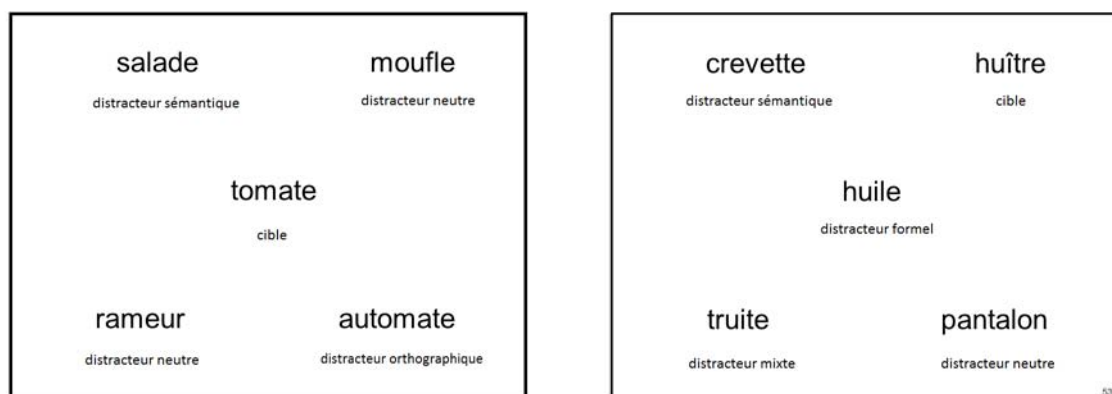 salade
moufle
distracteur sémantique
distracteur neutre
tomate
cible
rameur
automate
distracteur neutre
distracteur orthographique
crevette
huître
distracteur sémantique
cible
huile
distracteur formel
truite
pantalon
distracteur mixte
distracteur neutre
53